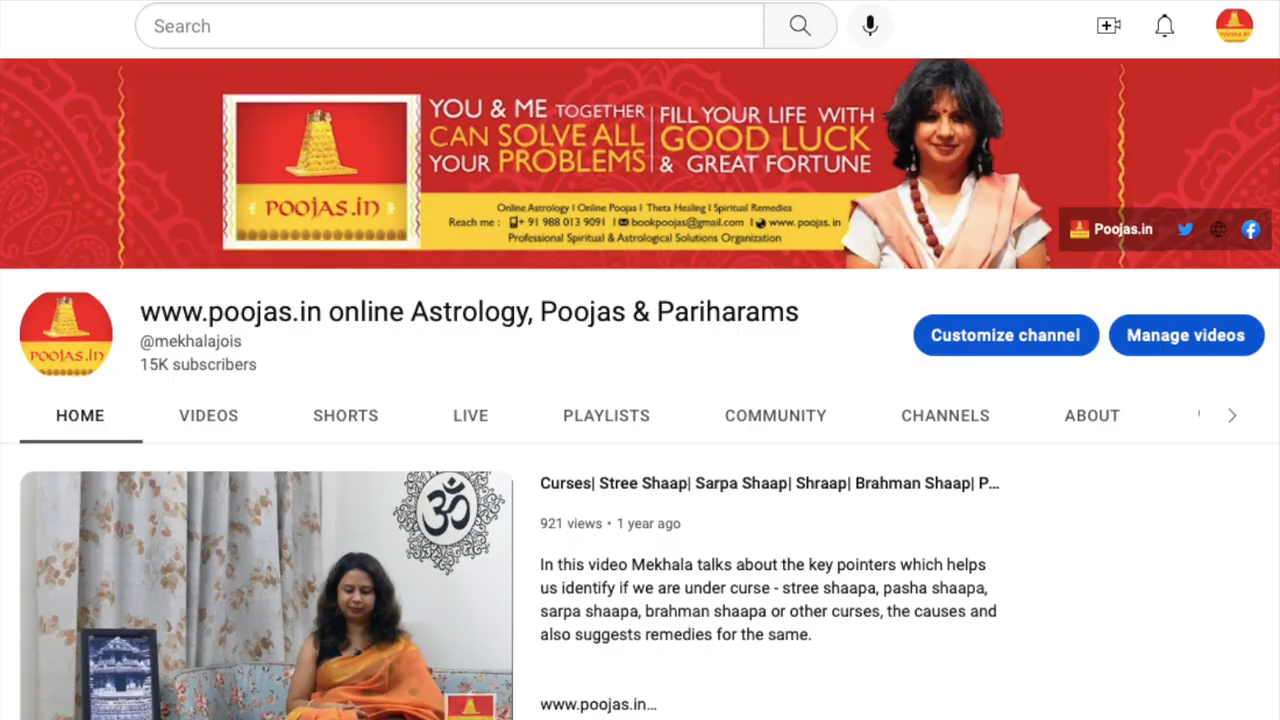 Search
POOJAS.IN
YOU & ME TOGETHER
CAN SOLVE ALL
YOUR PROBLEMS
FILL YOUR LIFE WITH
GOOD LUCK
& GREAT FORTUNE
Online Astrology I Online Poojas I Theta Healing I Spiritual Remedies
Reach me : + 91 988 013 9091 I bookpoojas@gmail.com I www.poojas.in
Professional Spiritual & Astrological Solutions Organization
Poojas.in
POOJAS.IN
www.poojas.in online Astrology, Poojas & Pariharams
@mekhalajois
15K subscribers
Customize channel
Manage videos
HOME VIDEOS SHORTS LIVE PLAYLISTS COMMUNITY CHANNELS ABOUT
ॐ
Curses| Stree Shaap| Sarpa Shaap| Shraap| Brahman Shaap| P...
921 views • 1 year ago
In this video Mekhala talks about the key pointers which helps
us identify if we are under curse - stree shaapa, pasha shaapa,
sarpa shaapa, brahman shaapa or other curses, the causes and
also suggests remedies for the same.
www.poojas.in...